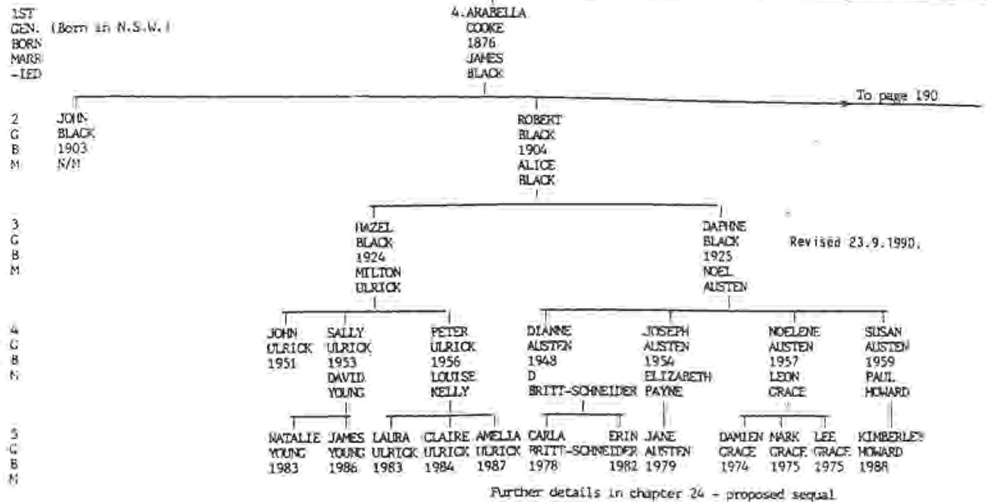 1ST 4.ARABELLA
GEN. (Born in N.S.W.) COOKE
BORN 1876
MARR JAMES
-IED BLACK
To page 190
2 JOHN ROBERT
G BLACK BLACK
B 1903 1904
M N/M ALICE
BLACK
3 HAZEL DAPHNE
G BLACK BLACK Revised 23.9.1990.
B 1924 1925
M MILTON NOEL
ULRICK AUSTEN
4 JOHN SALLY PETER DIANNE JOSEPH NOELENE SUSAN
G ULRICK ULRICK ULRICK AUSTEN AUSTEN AUSTEN AUSTEN
B 1951 1953 1956 1948 1954 1957 1959
M DAVID LOUISE D ELIZABETH LEON PAUL
YOUNG KELLY BRITT-SCHNEIDER PAYNE GRACE HOWARD
5 NATALIE JAMES LAURA CLAIRE AMELIA CARLA ERIN JANE DAMIEN MARK LEE KIMBERLEY
G YOUNG YOUNG ULRICK ULRICK ULRICK BRITT-SCHNEIDER AUSTEN GRACE GRACE GRACE HOWARD
B 1983 1986 1983 1984 1987 1978 1982 1979 1974 1975 1975 1988
M
Further details in chapter 24 - proposed sequal